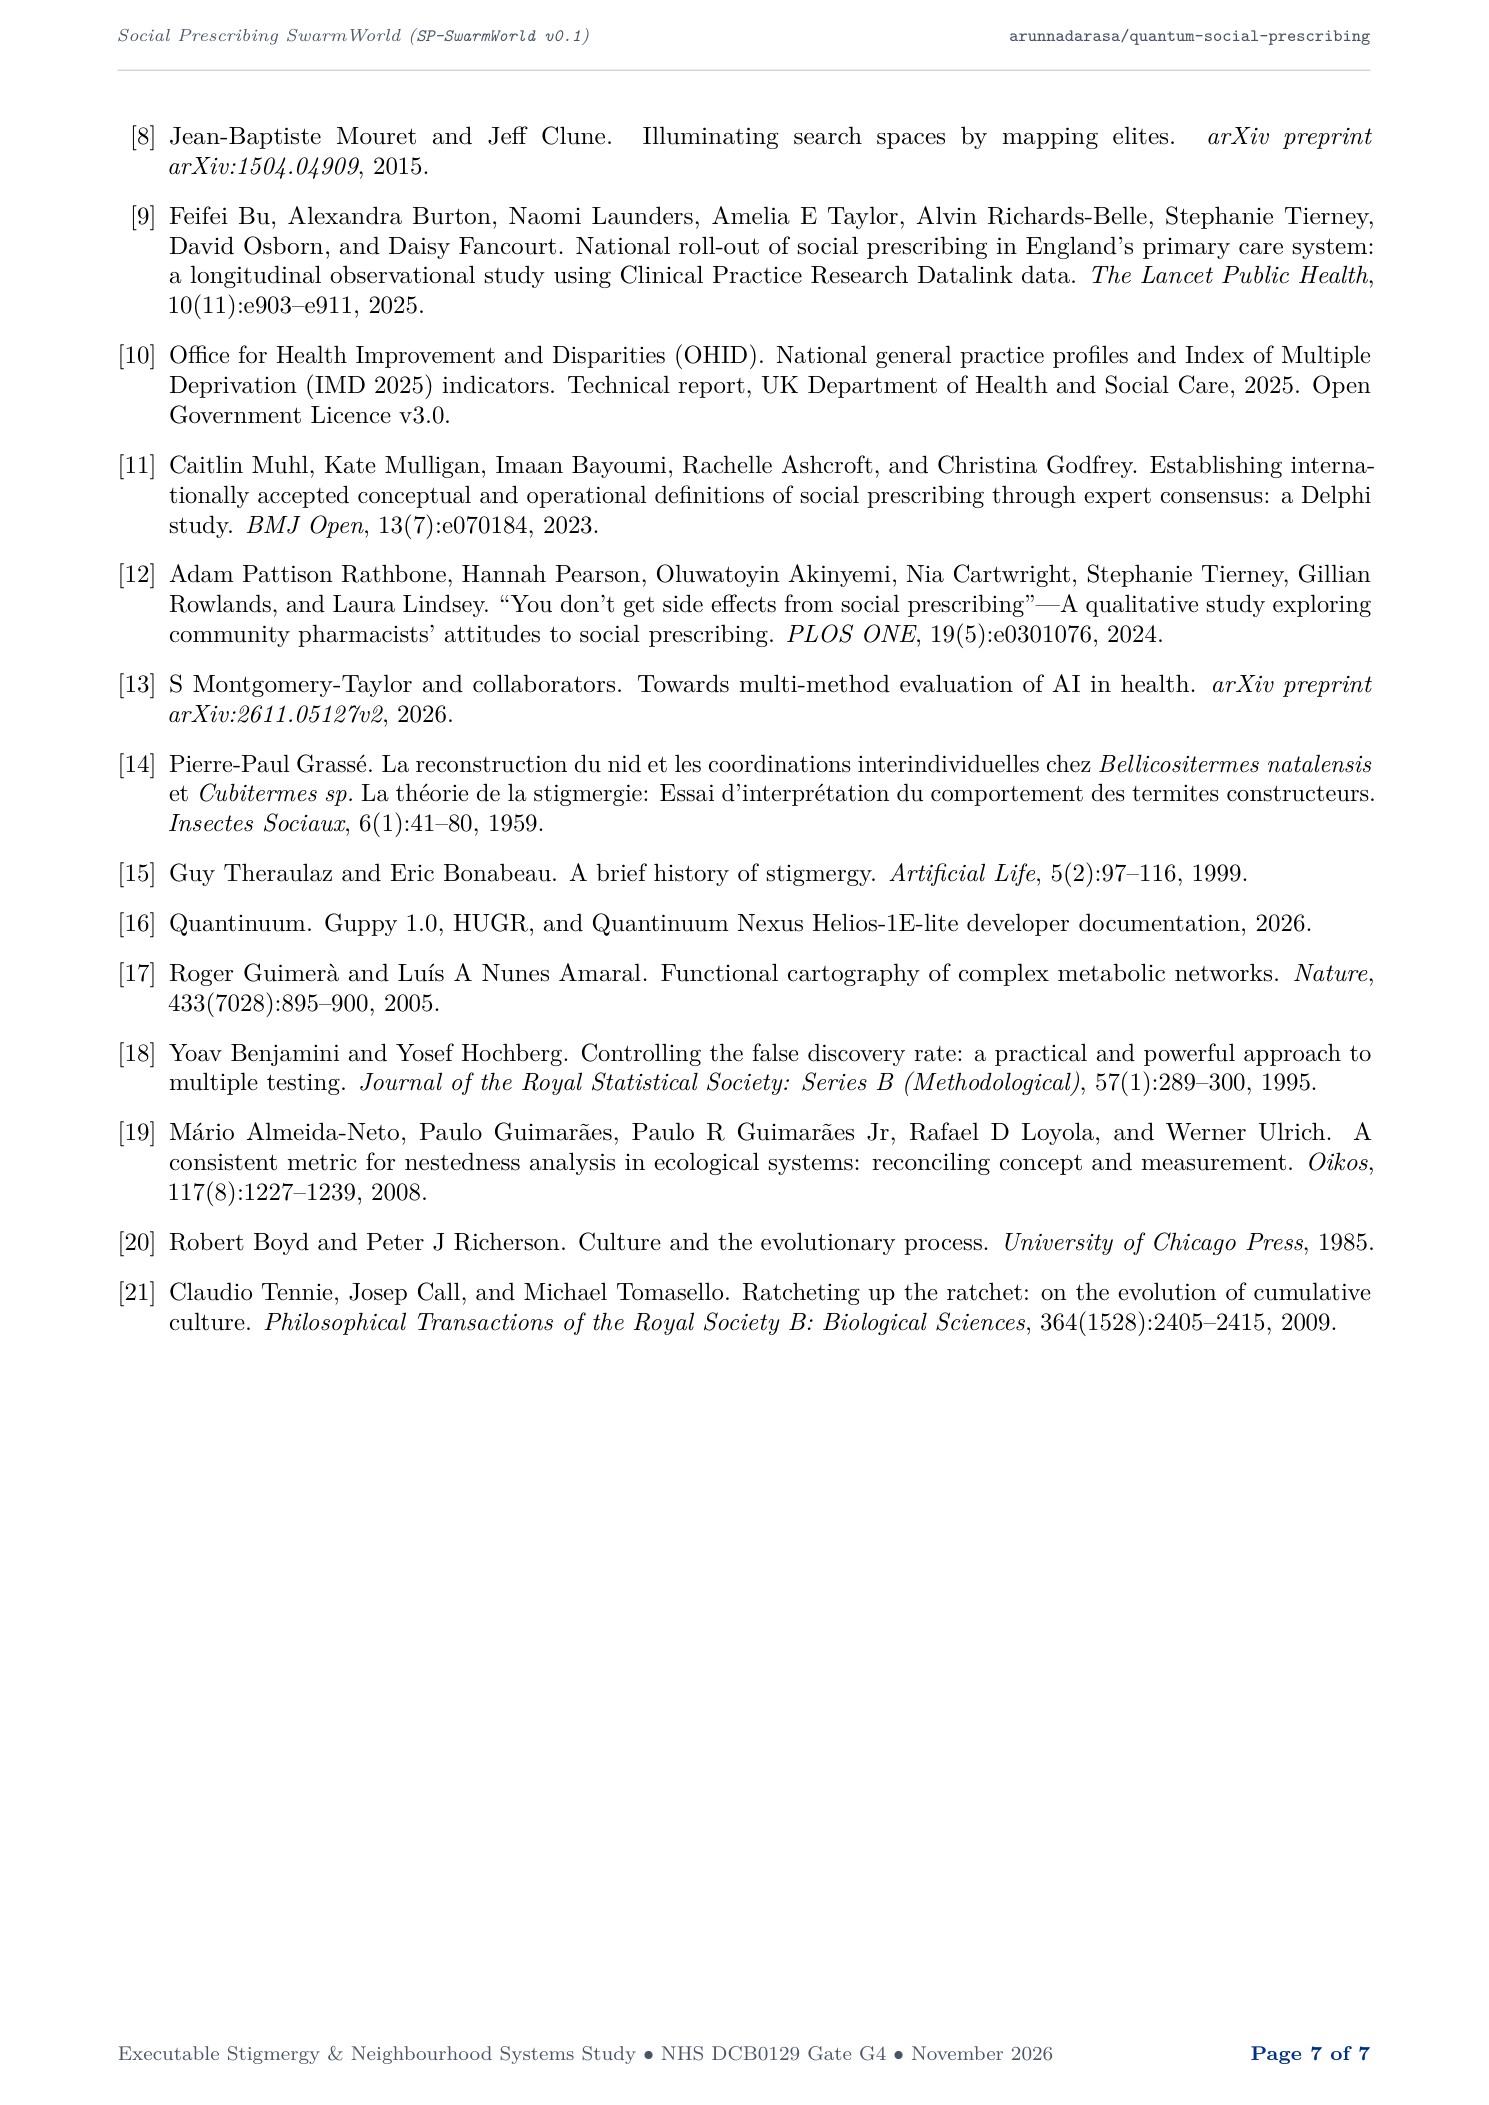 Social Prescribing SwarmWorld (SP-SwarmWorld v0.1)
arunnadarasa/quantum-social-prescribing
[8] Jean-Baptiste Mouret and Jeff Clune. Illuminating search spaces by mapping elites. arXiv preprint
arXiv:1504.04909, 2015.
[9] Feifei Bu, Alexandra Burton, Naomi Launders, Amelia E Taylor, Alvin Richards-Belle, Stephanie Tierney,
David Osborn, and Daisy Fancourt. National roll-out of social prescribing in England's primary care system:
a longitudinal observational study using Clinical Practice Research Datalink data. The Lancet Public Health,
10(11):e903–e911, 2025.
[10] Office for Health Improvement and Disparities (OHID). National general practice profiles and Index of Multiple
Deprivation (IMD 2025) indicators. Technical report, UK Department of Health and Social Care, 2025. Open
Government Licence v3.0.
[11] Caitlin Muhl, Kate Mulligan, Imaan Bayoumi, Rachelle Ashcroft, and Christina Godfrey. Establishing interna-
tionally accepted conceptual and operational definitions of social prescribing through expert consensus: a Delphi
study. BMJ Open, 13(7):e070184, 2023.
[12] Adam Pattison Rathbone, Hannah Pearson, Oluwatoyin Akinyemi, Nia Cartwright, Stephanie Tierney, Gillian
Rowlands, and Laura Lindsey. “You don't get side effects from social prescribing”—A qualitative study exploring
community pharmacists' attitudes to social prescribing. PLOS ONE, 19(5):e0301076, 2024.
[13] S Montgomery-Taylor and collaborators. Towards multi-method evaluation of AI in health. arXiv preprint
arXiv:2611.05127v2, 2026.
[14] Pierre-Paul Grassé. La reconstruction du nid et les coordinations interindividuelles chez Bellicositermes natalensis
et Cubitermes sp. La théorie de la stigmergie: Essai d'interprétation du comportement des termites constructeurs.
Insectes Sociaux, 6(1):41–80, 1959.
[15] Guy Theraulaz and Eric Bonabeau. A brief history of stigmergy. Artificial Life, 5(2):97–116, 1999.
[16] Quantinuum. Guppy 1.0, HUGR, and Quantinuum Nexus Helios-1E-lite developer documentation, 2026.
[17] Roger Guimerà and Luís A Nunes Amaral. Functional cartography of complex metabolic networks. Nature,
433(7028):895–900, 2005.
[18] Yoav Benjamini and Yosef Hochberg. Controlling the false discovery rate: a practical and powerful approach to
multiple testing. Journal of the Royal Statistical Society: Series B (Methodological), 57(1):289–300, 1995.
[19] Mário Almeida-Neto, Paulo Guimarães, Paulo R Guimarães Jr, Rafael D Loyola, and Werner Ulrich. A
consistent metric for nestedness analysis in ecological systems: reconciling concept and measurement. Oikos,
117(8):1227–1239, 2008.
[20] Robert Boyd and Peter J Richerson. Culture and the evolutionary process. University of Chicago Press, 1985.
[21] Claudio Tennie, Josep Call, and Michael Tomasello. Ratcheting up the ratchet: on the evolution of cumulative
culture. Philosophical Transactions of the Royal Society B: Biological Sciences, 364(1528):2405–2415, 2009.
Executable Stigmergy & Neighbourhood Systems Study • NHS DCB0129 Gate G4 • November 2026
Page 7 of 7